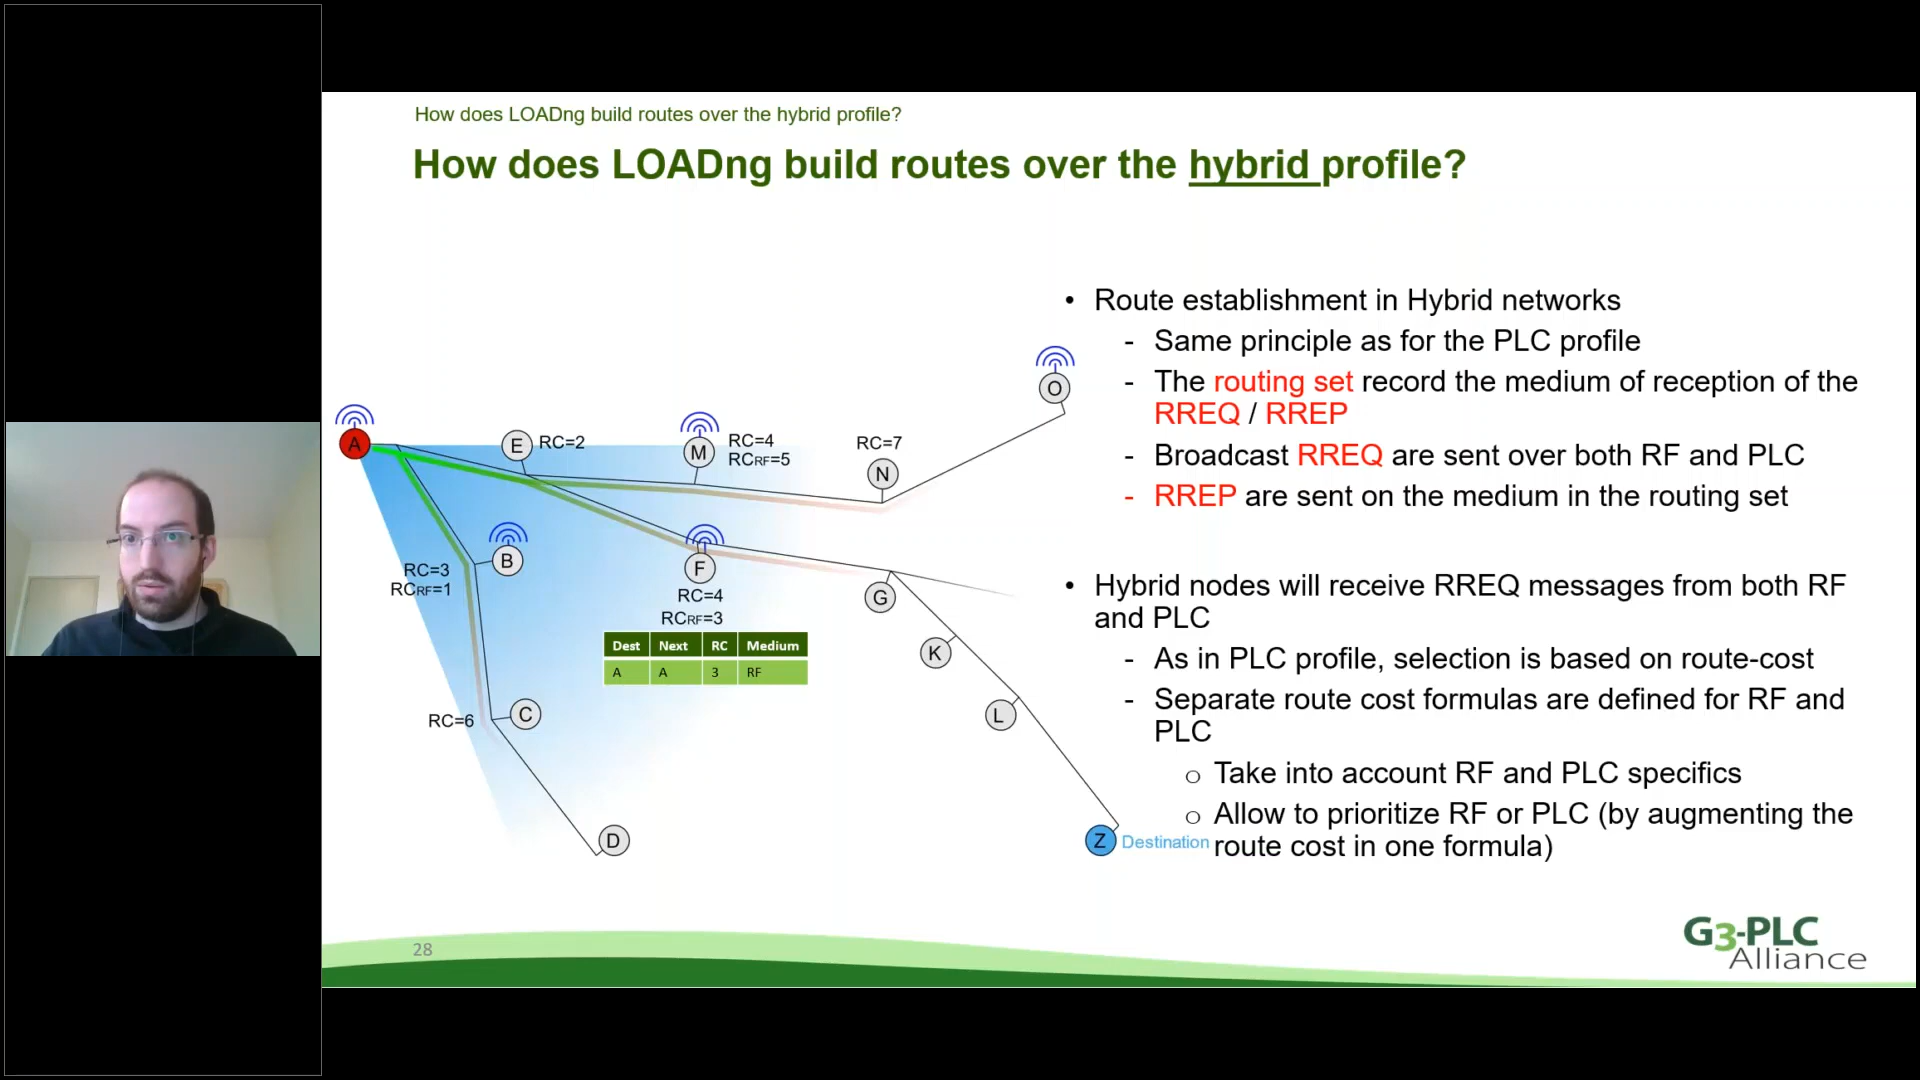 How does LOADng build routes over the hybrid profile?
How does LOADng build routes over the hybrid profile?
• Route establishment in Hybrid networks
- Same principle as for the PLC profile
- The routing set record the medium of reception of the
RREQ / RREP
- Broadcast RREQ are sent over both RF and PLC
- RREP are sent on the medium in the routing set
• Hybrid nodes will receive RREQ messages from both RF
and PLC
- As in PLC profile, selection is based on route-cost
- Separate route cost formulas are defined for RF and
PLC
o Take into account RF and PLC specifics
o Allow to prioritize RF or PLC (by augmenting the
route cost in one formula)
O
A
E RC=2
M RC=4
RCRF=5
RC=7
N
B
RC=3
RCRF=1
F
RC=4
RCRF=3
G
Dest Next RC Medium
A A 3 RF
K
L
RC=6 C
D
Z Destination
28
G3-PLC
Alliance